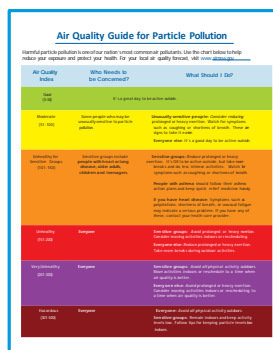 Air Quality Guide for Particle Pollution
Harmful particle pollution is one of our nation's most common air pollutants. Use the chart below to help
reduce your exposure and protect your health. For your local air quality forecast, visit www.airnow.gov
Air Quality
Index
Who Needs to
be Concerned?
What Should I Do?
Good
(0-50)
It's a great day to be active outside.
Moderate
(51-100)
Some people who may be
unusually sensitive to particle
pollution.
Unusually sensitive people: Consider reducing
prolonged or heavy exertion. Watch for symptoms
such as coughing or shortness of breath. These are
signs to take it easier.
Everyone else: It's a good day to be active outside.
Unhealthy for
Sensitive Groups
(101-150)
Sensitive groups include
people with heart or lung
disease, older adults,
children and teenagers.
Sensitive groups: Reduce prolonged or heavy
exertion. It's OK to be active outside, but take more
breaks and do less intense activities. Watch for
symptoms such as coughing or shortness of breath.
People with asthma should follow their asthma
action plans and keep quick relief medicine handy.
If you have heart disease: Symptoms such as
palpitations, shortness of breath, or unusual fatigue
may indicate a serious problem. If you have any of
these, contact your health care provider.
Unhealthy
(151-200)
Everyone
Sensitive groups: Avoid prolonged or heavy exertion.
Consider moving activities indoors or rescheduling.
Everyone else: Reduce prolonged or heavy exertion.
Take more breaks during outdoor activities.
Very Unhealthy
(201-300)
Everyone
Sensitive groups: Avoid all physical activity outdoors.
Move activities indoors or reschedule to a time when
air quality is better.
Everyone else: Avoid prolonged or heavy exertion.
Consider moving activities indoors or rescheduling to
a time when air quality is better.
Hazardous
(301-500)
Everyone
Everyone: Avoid all physical activity outdoors.
Sensitive groups: Remain indoors and keep activity
levels low. Follow tips for keeping particle levels low
indoors.